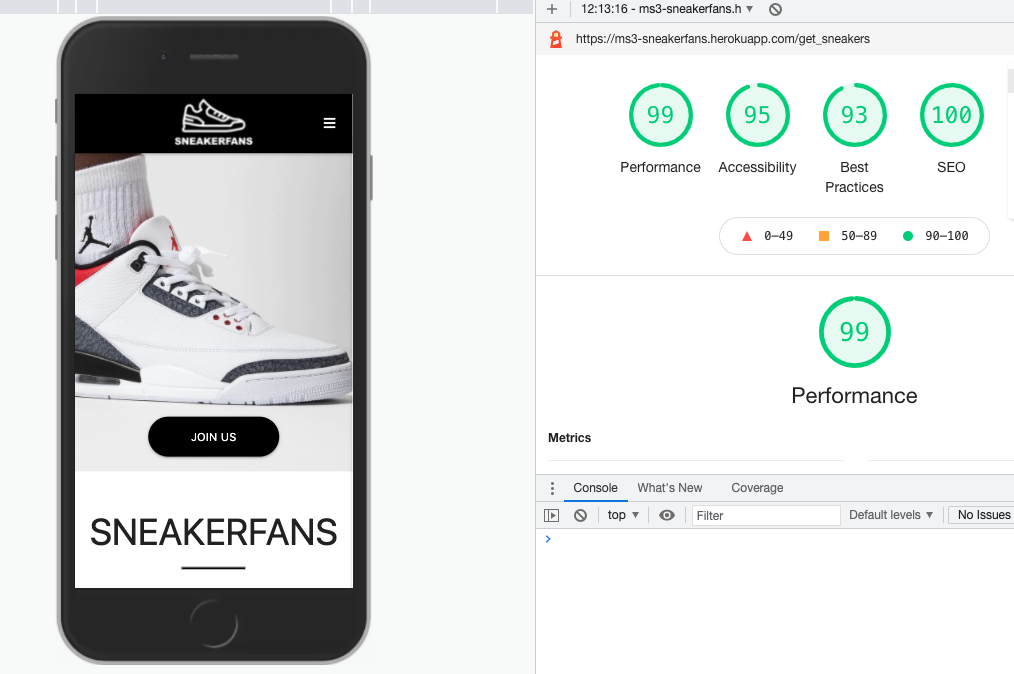 SNEAKERFANS
JOIN US
SNEAKERFANS
12:13:16 - ms3-sneakerfans.h
https://ms3-sneakerfans.herokuapp.com/get_sneakers
99
95
93
100
Performance
Accessibility
Best
Practices
SEO
0–49
50–89
90–100
99
Performance
Metrics
Console
What's New
Coverage
top
Filter
Default levels
No Issues